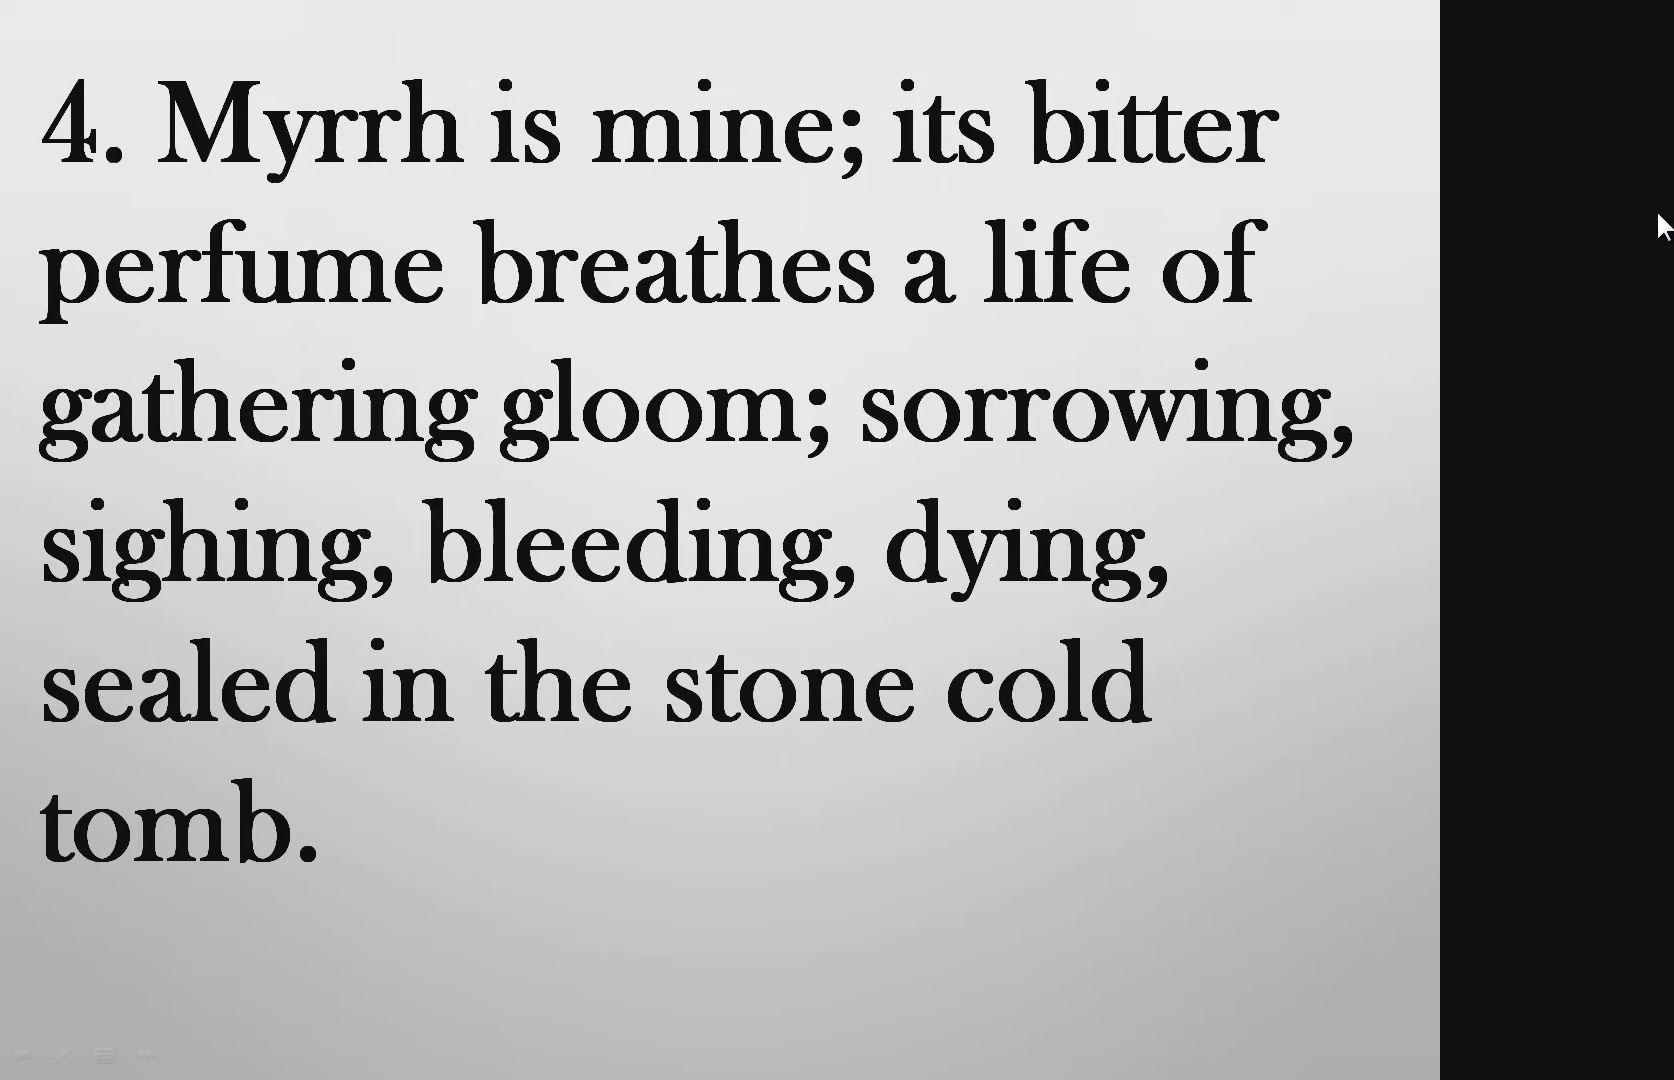 4. Myrrh is mine; its bitter
perfume breathes a life of
gathering gloom; sorrowing,
sighing, bleeding, dying,
sealed in the stone cold
tomb.